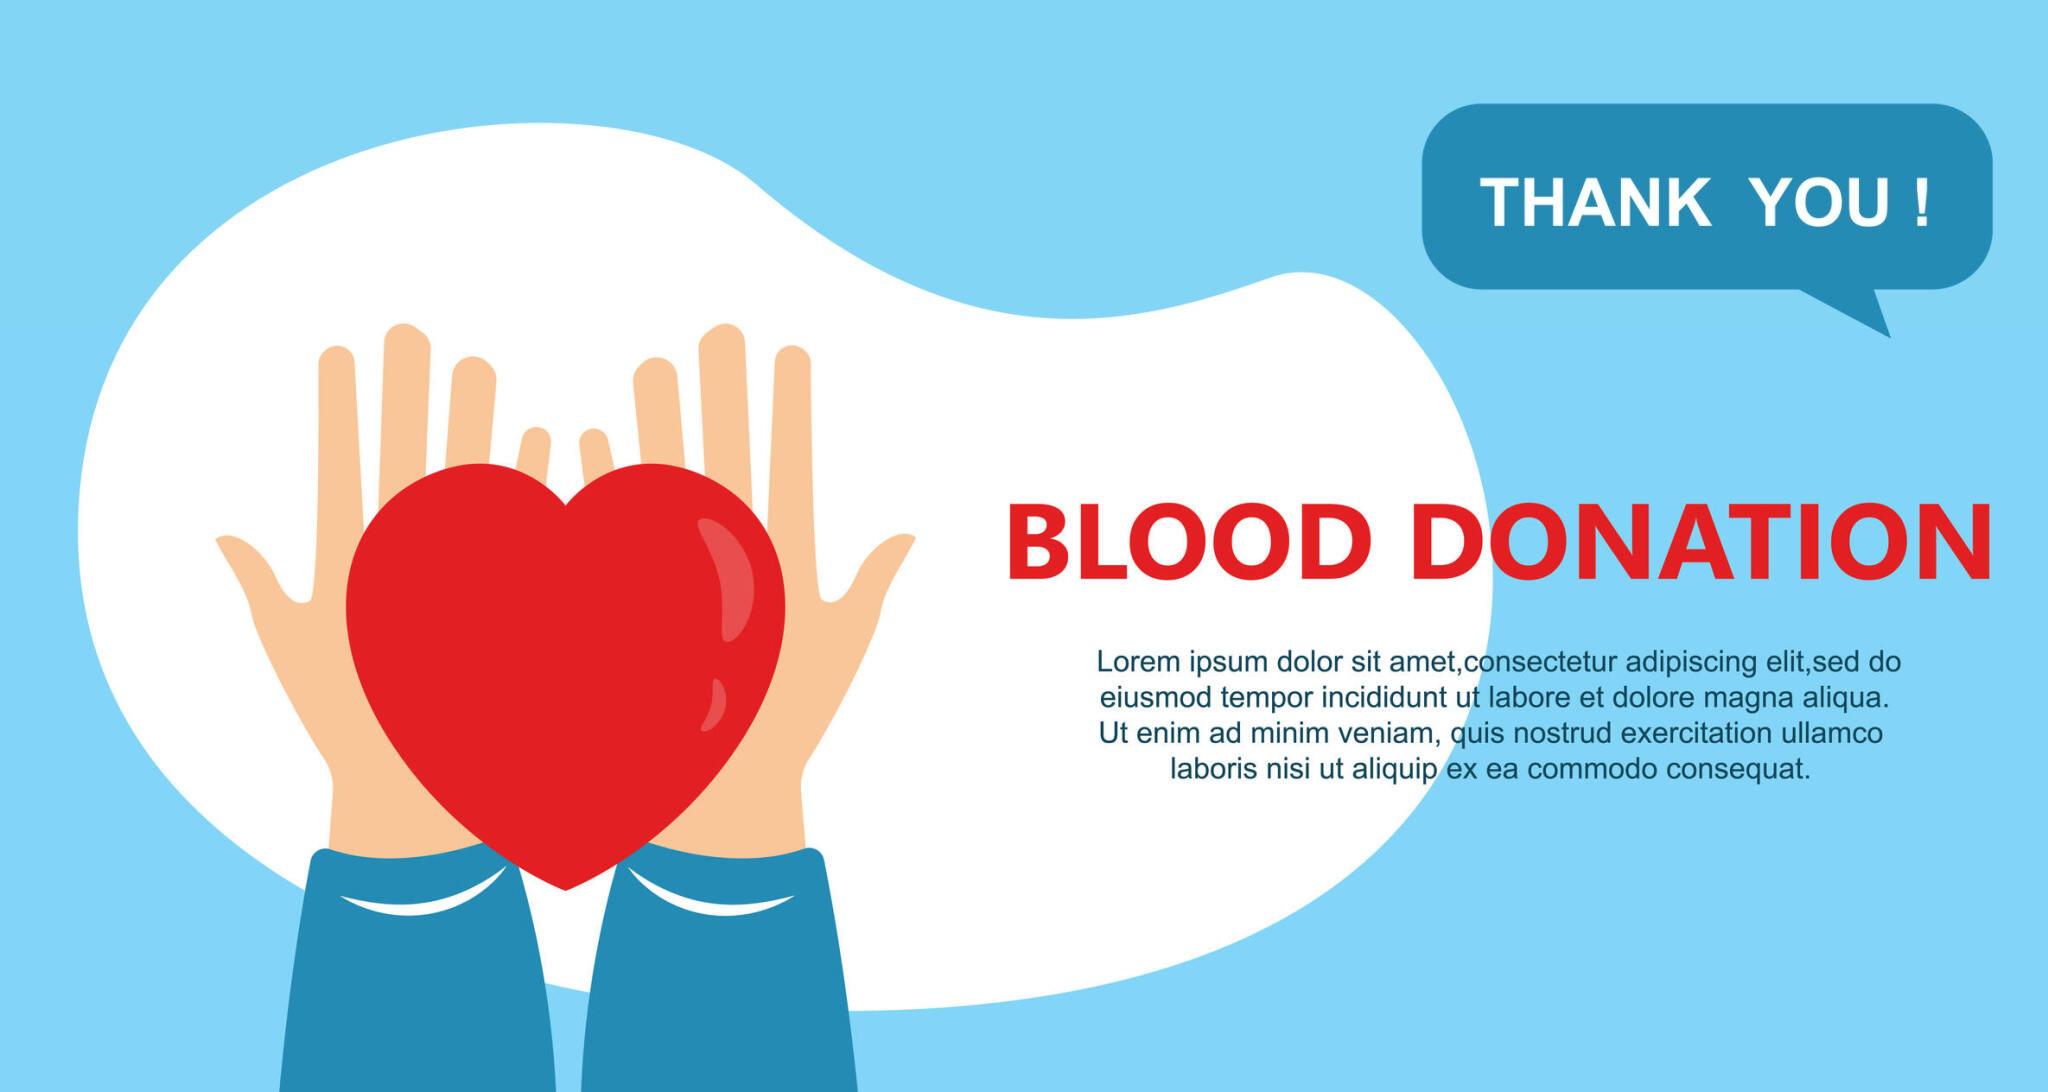 THANK YOU !
BLOOD DONATION
Lorem ipsum dolor sit amet,consectetur adipiscing elit,sed do
eiusmod tempor incididunt ut labore et dolore magna aliqua.
Ut enim ad minim veniam, quis nostrud exercitation ullamco
laboris nisi ut aliquip ex ea commodo consequat.